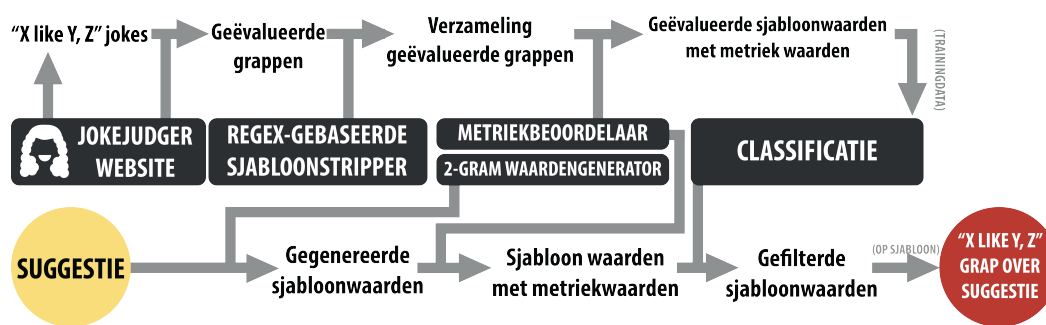 “X like Y, Z” jokes
Geëvalueerde
grappen
Verzameling
geëvalueerde grappen
Geëvalueerde sjabloonwaarden
met metriek waarden
(TRAININGDATA)
JOKEJUDGER
WEBSITE
REGEX-GEBASEERDE
SJABLOONSTRIPPER
METRIEKBEOORDELAAR
2-GRAM WAARDENGENERATOR
CLASSIFICATIE
SUGGESTIE
Gegenereerde
sjabloonwaarden
Sjabloon waarden
met metriekwaarden
Gefilterde
sjabloonwaarden
(OP SJABLOON)
“X LIKE Y, Z”
GRAP OVER
SUGGESTIE